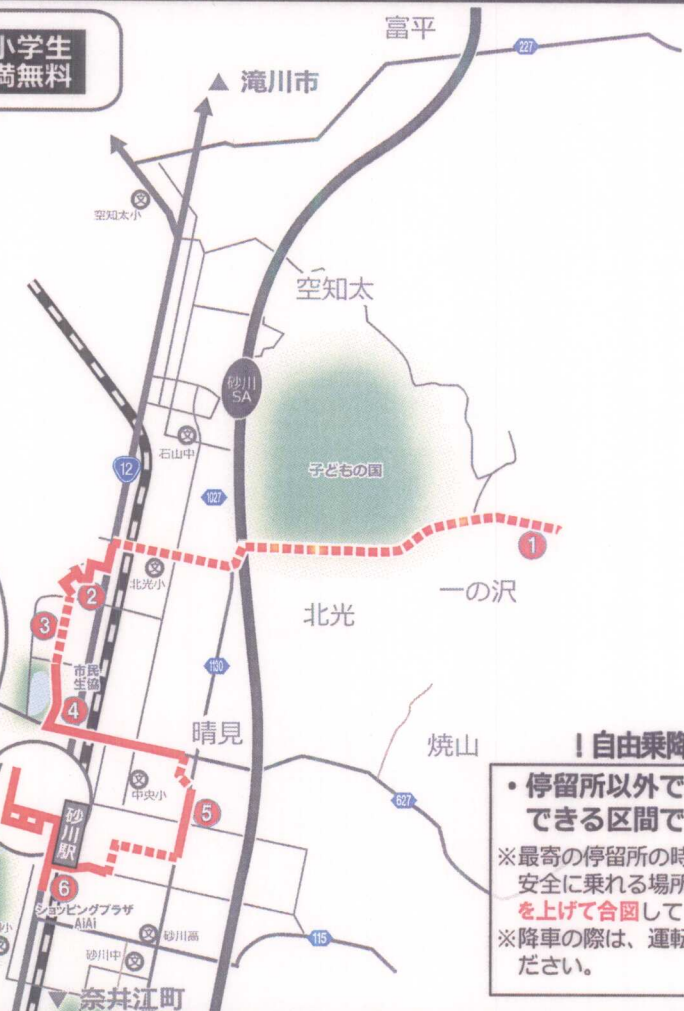 小学生
満無料
富平
227
▲ 滝川市
空知太小
空知太
砂川
SA
石山中
子どもの国
12
1027
①
北光小
②
一の沢
北光
③
市民
生協
1130
④
晴見
焼山
中央小
627
⑤
砂川駅
⑥
ショッピングプラザ
AiAi
砂川高
小
砂川中
115
▼ 奈井江町
！自由乗降
・停留所以外で
できる区間で
※最寄の停留所の時
安全に乗れる場所
を上げて合図して
※降車の際は、運転
ださい。